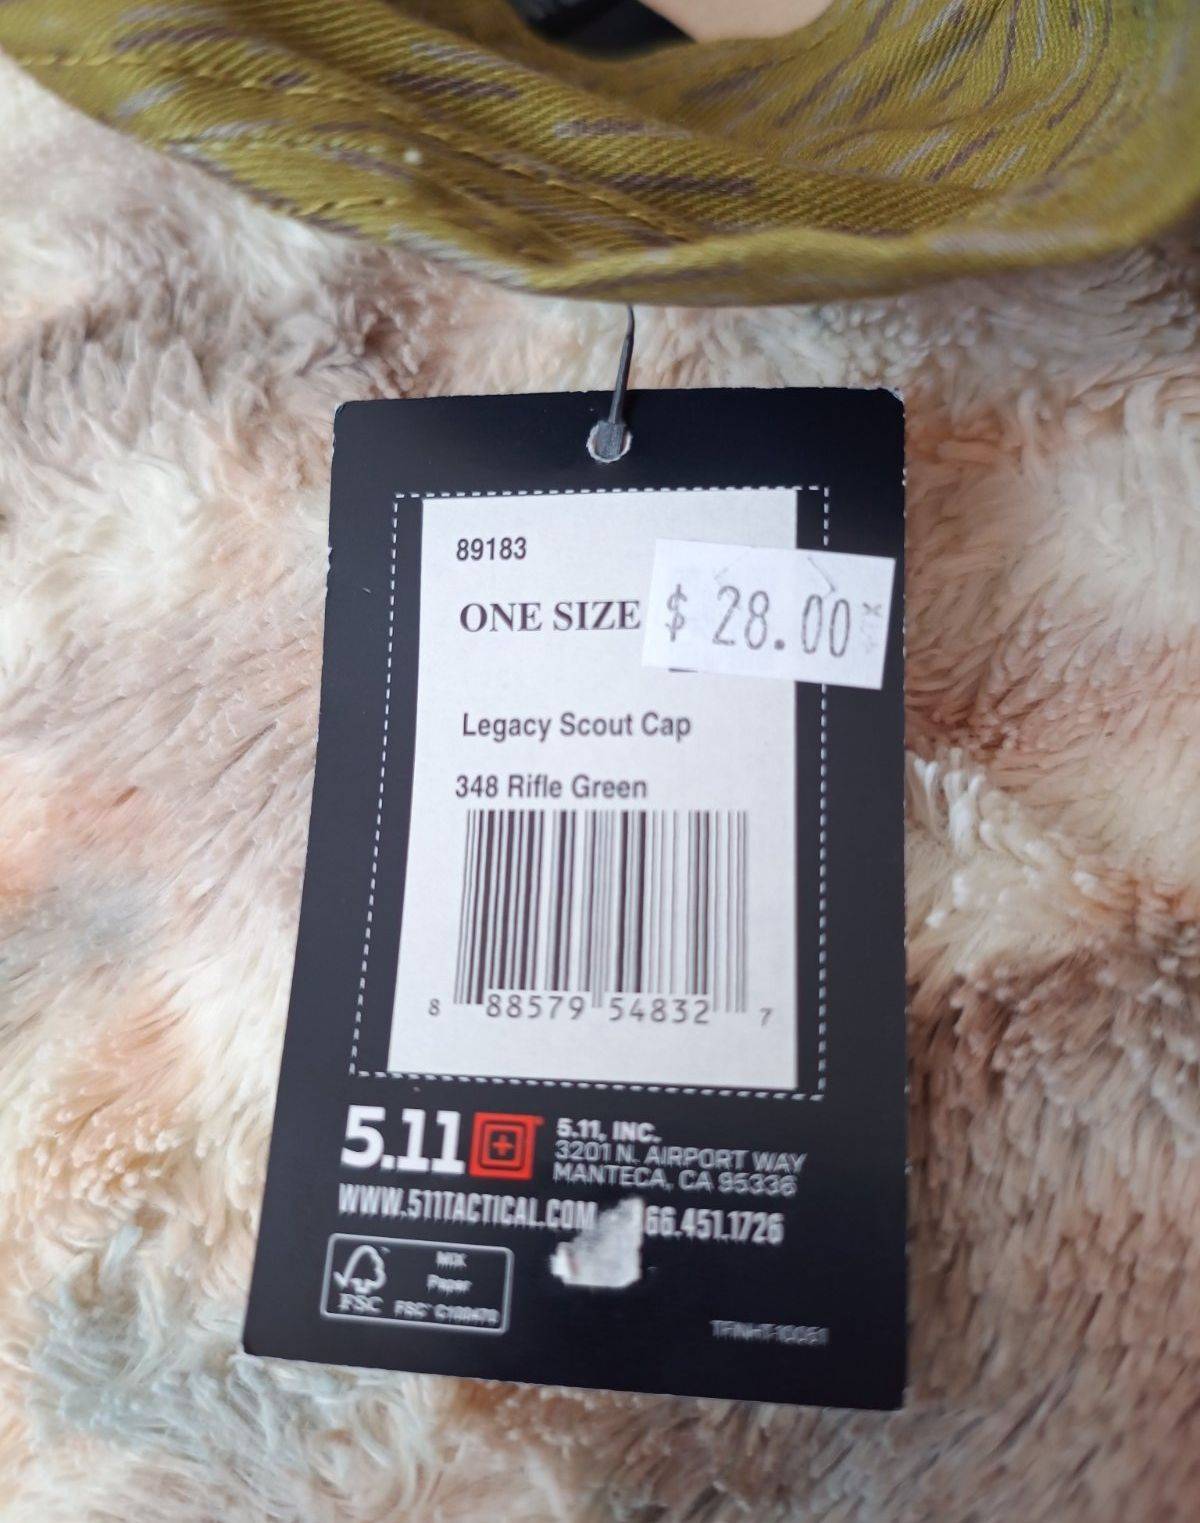 89183
ONE SIZE
$ 28.00
Legacy Scout Cap
348 Rifle Green
8 88579 54832 7
5.11
5.11, INC.
3201 N. AIRPORT WAY
MANTECA, CA 95336
WWW.511TACTICAL.COM
66.451.1726
MIX
Paper
FSC